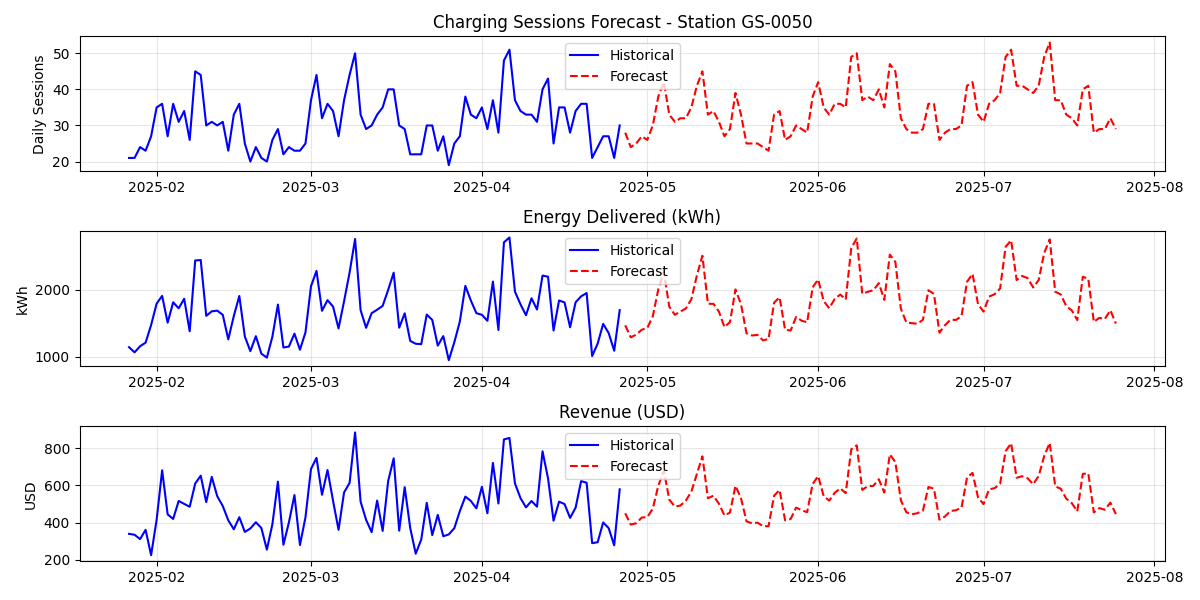 Charging Sessions Forecast - Station GS-0050
Daily Sessions
50
40
30
20
Historical
Forecast
2025-02 2025-03 2025-04 2025-05 2025-06 2025-07 2025-08
Energy Delivered (kWh)
kWh
2000
1000
Historical
Forecast
2025-02 2025-03 2025-04 2025-05 2025-06 2025-07 2025-08
Revenue (USD)
USD
800
600
400
200
Historical
Forecast
2025-02 2025-03 2025-04 2025-05 2025-06 2025-07 2025-08